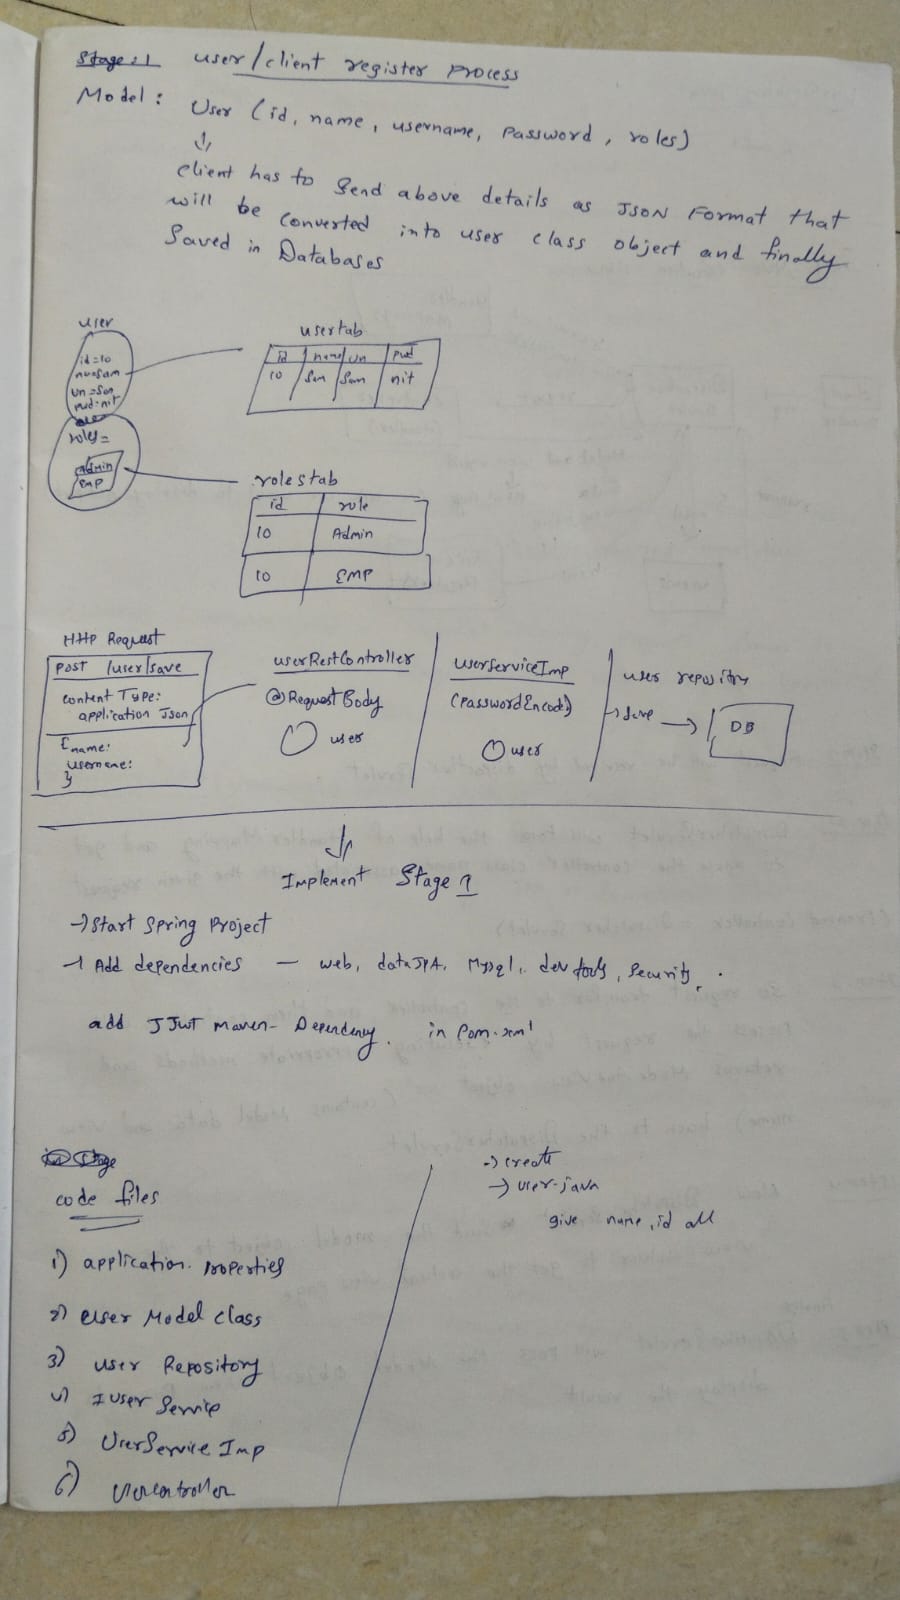 Stage:1 user/client register process
Model: User (id, name, username, password, roles)
client has to send above details as JSON Format that
will be converted into user class object and finally
Saved in Databases
user
id=10
nm=sam
un=sam
pwd=nit
roles=
admin
EMP
usertab
id name un pwd
10 Sam Sam nit
rolestab
id role
10 Admin
10 EMP
HTTP Request
Post /user/save
content Type:
application Json
{name:
username:
}
userRestController
@RequestBody
user
userServiceImp
(PasswordEncod)
user
user repository
→ save → DB
Implement Stage 1
→ Start Spring Project
→ Add dependencies — web, dataJPA, Mysql, dev tools, Security.
add JJwt maven-Dependency. in Pom.xml
code files
1) application.properties
2) User Model class
3) user Repository
4) IUser Service
5) UserService Imp
6) Usercontroller
→ create
→ user.java
give name, id all